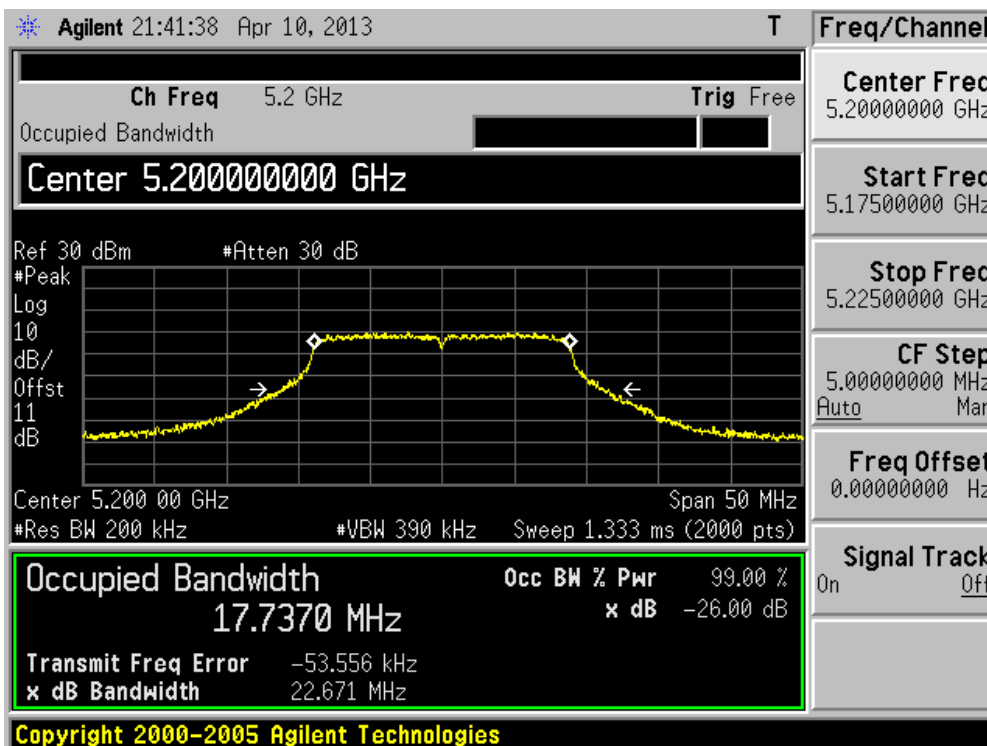 Agilent 21:41:38 Apr 10, 2013 T
Ch Freq 5.2 GHz Trig Free
Occupied Bandwidth
Center 5.200000000 GHz
Ref 30 dBm #Atten 30 dB
#Peak
Log
10
dB/
Offst
11
dB
Center 5.200 00 GHz Span 50 MHz
#Res BW 200 kHz #VBW 390 kHz Sweep 1.333 ms (2000 pts)
Occupied Bandwidth Occ BW % Pwr 99.00 %
17.7370 MHz x dB -26.00 dB
Transmit Freq Error -53.556 kHz
x dB Bandwidth 22.671 MHz
Copyright 2000-2005 Agilent Technologies
Freq/Channel
Center Freq
5.20000000 GHz
Start Freq
5.17500000 GHz
Stop Freq
5.22500000 GHz
CF Step
5.00000000 MHz
Auto Man
Freq Offset
0.00000000 Hz
Signal Track
On Off